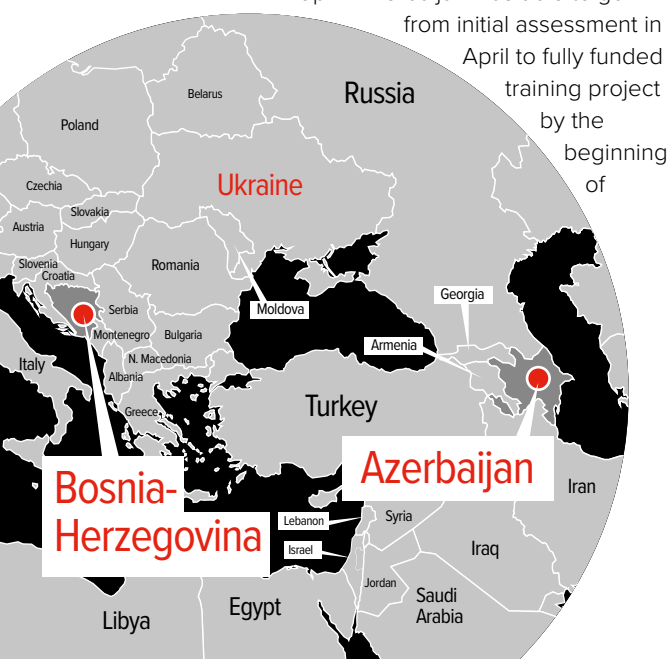 from initial assessment in
April to fully funded
training project
by the
beginning
of
Belarus
Russia
Poland
Ukraine
Czechia
Slovakia
Austria
Hungary
Slovenia
Croatia
Romania
Moldova
Georgia
Serbia
Montenegro
Bulgaria
Armenia
N. Macedonia
Italy
Albania
Greece
Turkey
Azerbaijan
Bosnia-
Herzegovina
Iran
Lebanon
Syria
Israel
Iraq
Jordan
Saudi
Arabia
Egypt
Libya